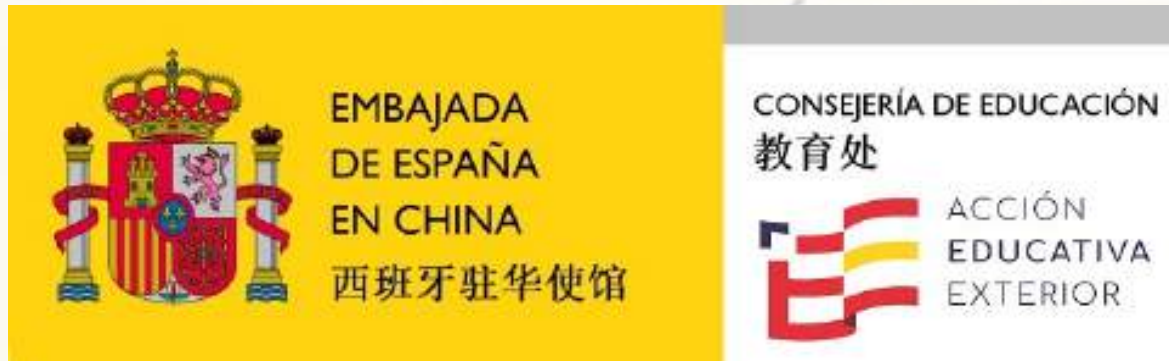 EMBAJADA
DE ESPAÑA
EN CHINA
西班牙驻华使馆
CONSEJERÍA DE EDUCACIÓN
教育处
ACCIÓN
EDUCATIVA
EXTERIOR